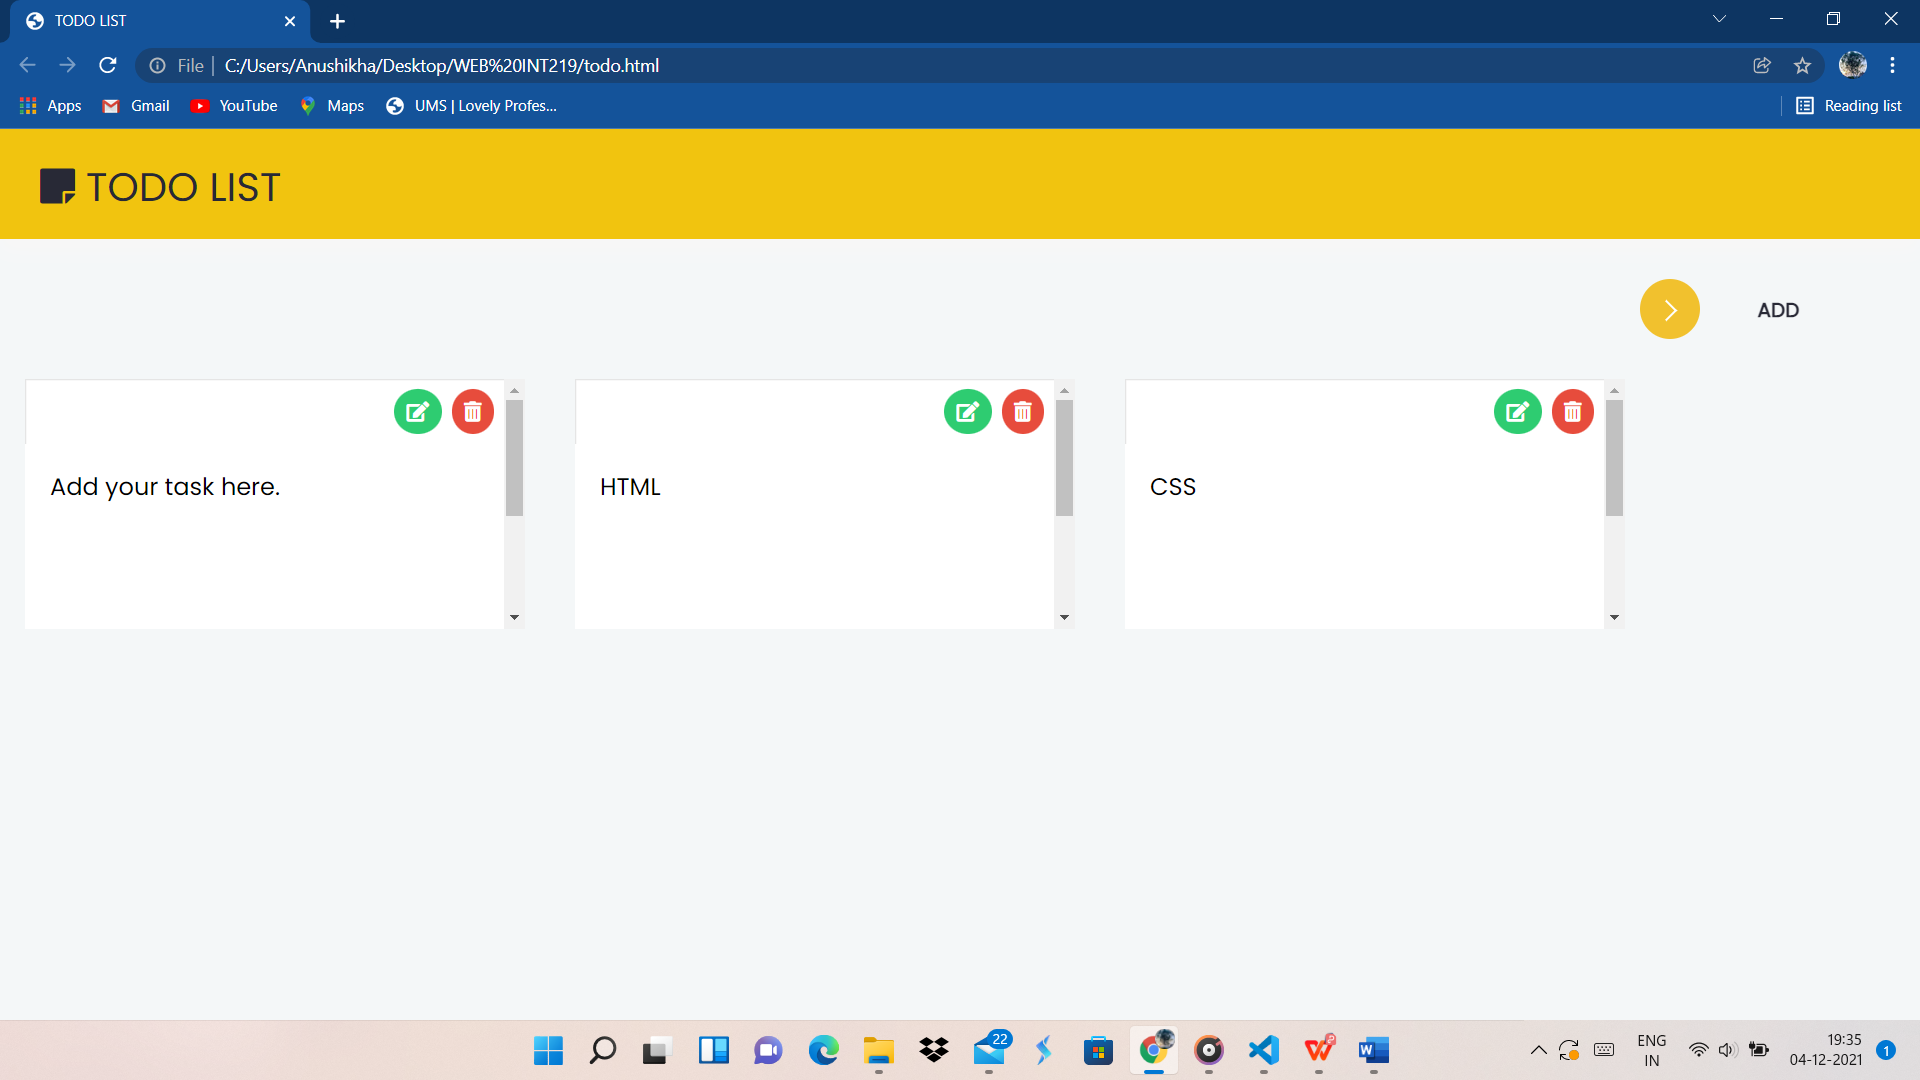 TODO LIST
File | C:/Users/Anushikha/Desktop/WEB%20INT219/todo.html
Apps Gmail YouTube Maps UMS | Lovely Profes... Reading list
TODO LIST
ADD
Add your task here. HTML CSS
22
ENG 19:35
IN 04-12-2021 1